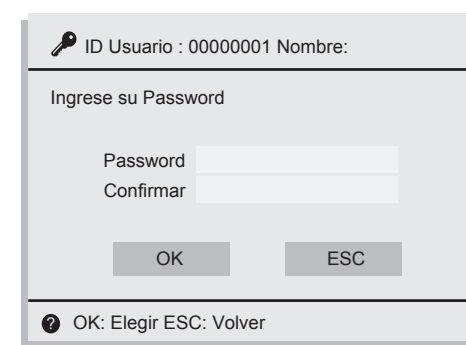 ID Usuario : 00000001 Nombre:
Ingrese su Password
Password
Confirmar
OK ESC
? OK: Elegir ESC: Volver